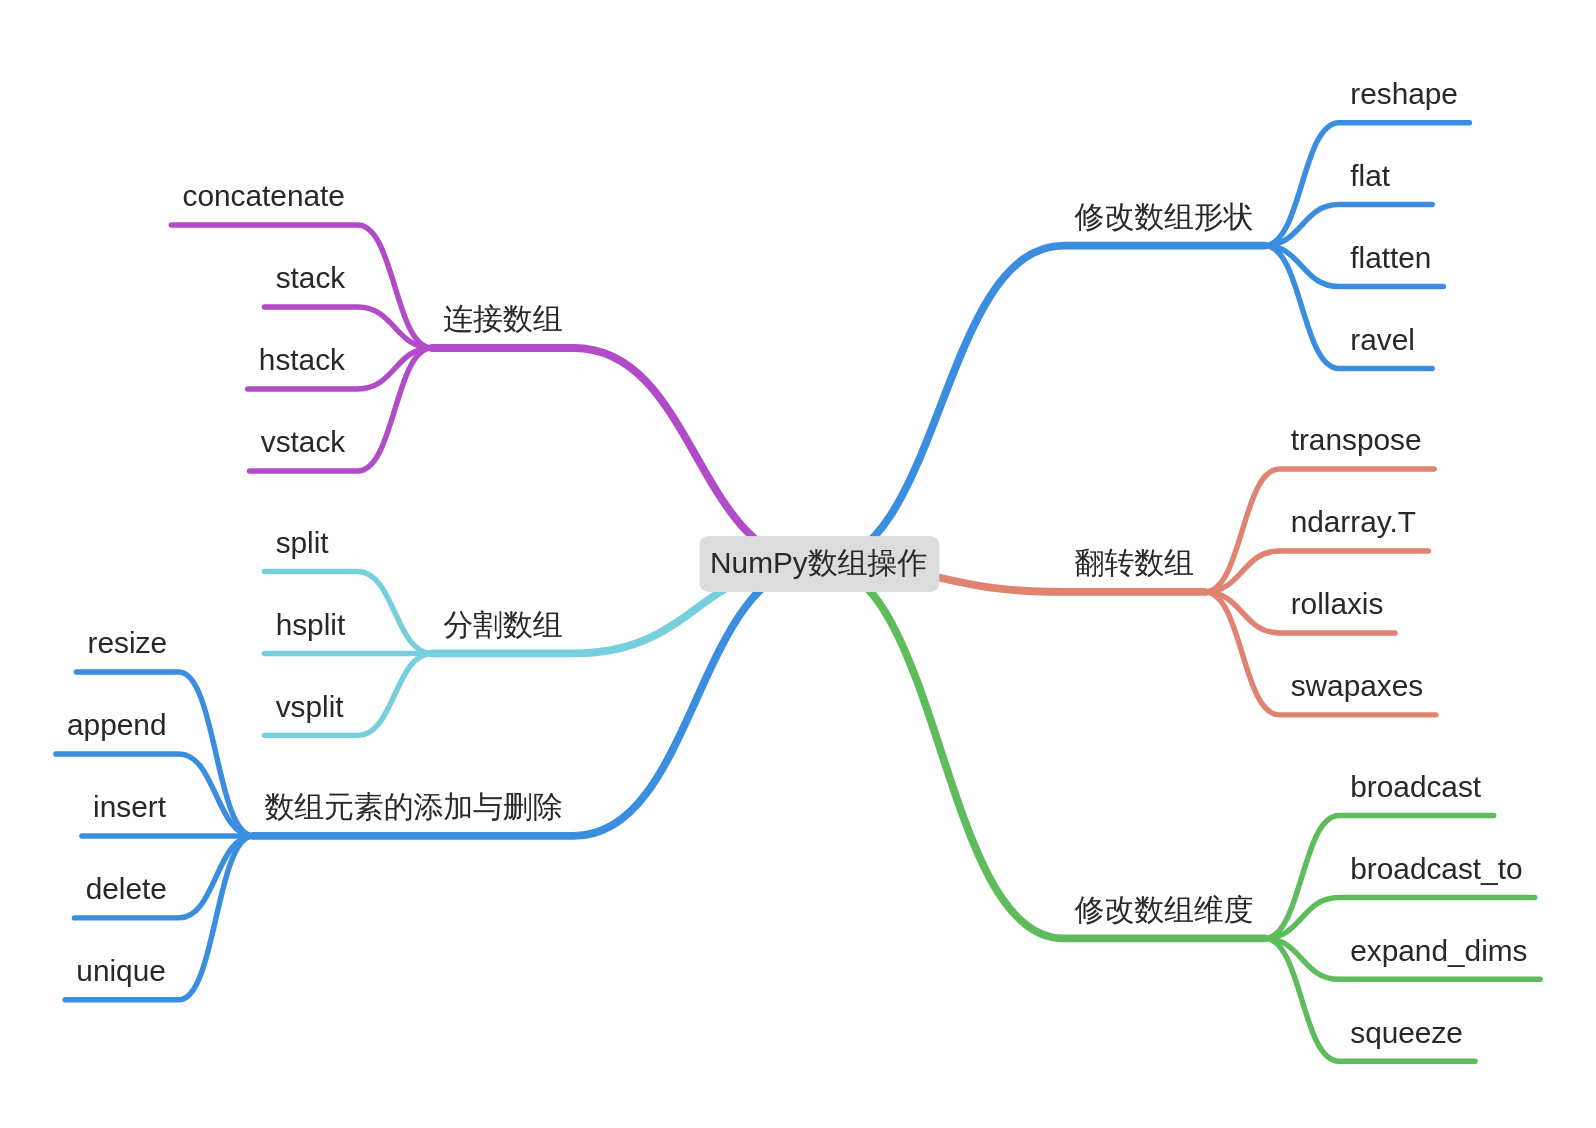 NumPy数组操作
修改数组形状
reshape
flat
flatten
ravel
翻转数组
transpose
ndarray.T
rollaxis
swapaxes
修改数组维度
broadcast
broadcast_to
expand_dims
squeeze
连接数组
concatenate
stack
hstack
vstack
分割数组
split
hsplit
vsplit
数组元素的添加与删除
resize
append
insert
delete
unique